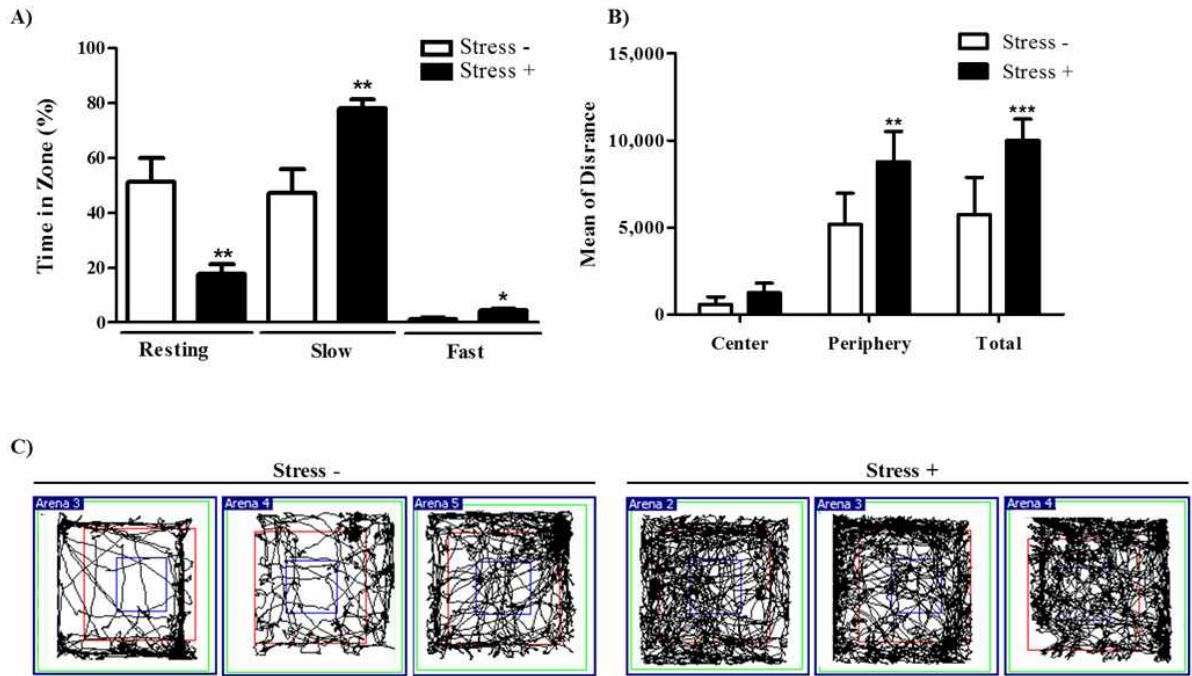 A)
Time in Zone (%)
100
80
60
40
20
0
Stress -
Stress +
**
**
*
Resting Slow Fast
B)
Mean of Disrance
15,000
10,000
5,000
0
Stress -
Stress +
**
***
Center Periphery Total
C)
Stress - Stress +
Arena 3 Arena 4 Arena 5 Arena 2 Arena 3 Arena 4